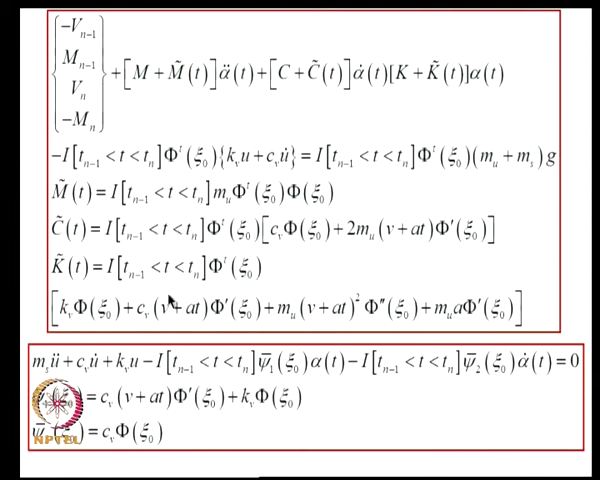 {−V_{n−1}
M_{n−1}
V_n
−M_n} + [M + M̃(t)]α̈(t) + [C + C̃(t)]α̇(t)[K + K̃(t)]α(t)
−I[t_{n−1} < t < t_n]Φ^t(ξ_0){k_v u + c_v u̇} = I[t_{n−1} < t < t_n]Φ^t(ξ_0)(m_u + m_s)g
M̃(t) = I[t_{n−1} < t < t_n]m_u Φ^t(ξ_0)Φ(ξ_0)
C̃(t) = I[t_{n−1} < t < t_n]Φ^t(ξ_0)[c_v Φ(ξ_0) + 2m_u(v + at)Φ′(ξ_0)]
K̃(t) = I[t_{n−1} < t < t_n]Φ^t(ξ_0)
[k_v Φ(ξ_0) + c_v(v + at)Φ′(ξ_0) + m_u(v + at)^2 Φ″(ξ_0) + m_u aΦ′(ξ_0)]
m_s ü + c_v u̇ + k_v u − I[t_{n−1} < t < t_n]ψ̄_1(ξ_0)α(t) − I[t_{n−1} < t < t_n]ψ̄_2(ξ_0)α̇(t) = 0
(ξ_0) = c_v(v + at)Φ′(ξ_0) + k_v Φ(ξ_0)
ψ̄ (ξ_0) = c_v Φ(ξ_0)
NPTEL